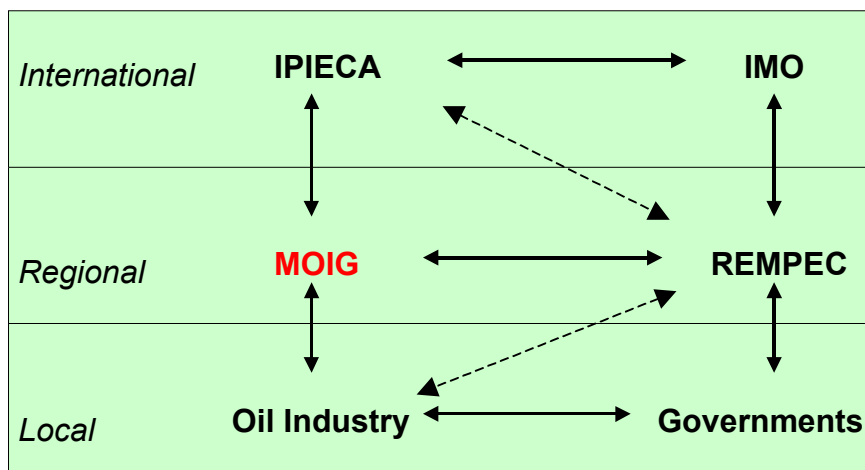 International IPIECA IMO
Regional MOIG REMPEC
Local Oil Industry Governments